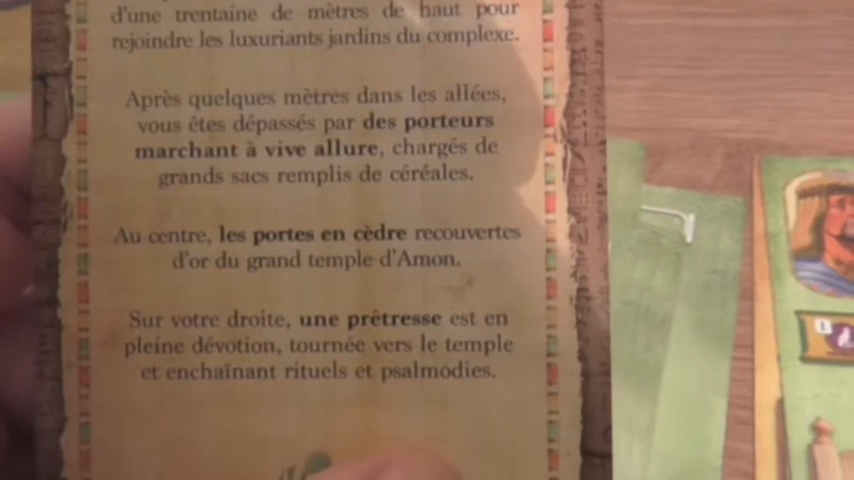 d'une trentaine de mètres de haut pour
rejoindre les luxuriants jardins du complexe.
Après quelques mètres dans les allées,
vous êtes dépassés par des porteurs
marchant à vive allure, chargés de
grands sacs remplis de céréales.
Au centre, les portes en cèdre recouvertes
d'or du grand temple d'Amon.
Sur votre droite, une prêtresse est en
pleine dévotion, tournée vers le temple
et enchaînant rituels et psalmodies.